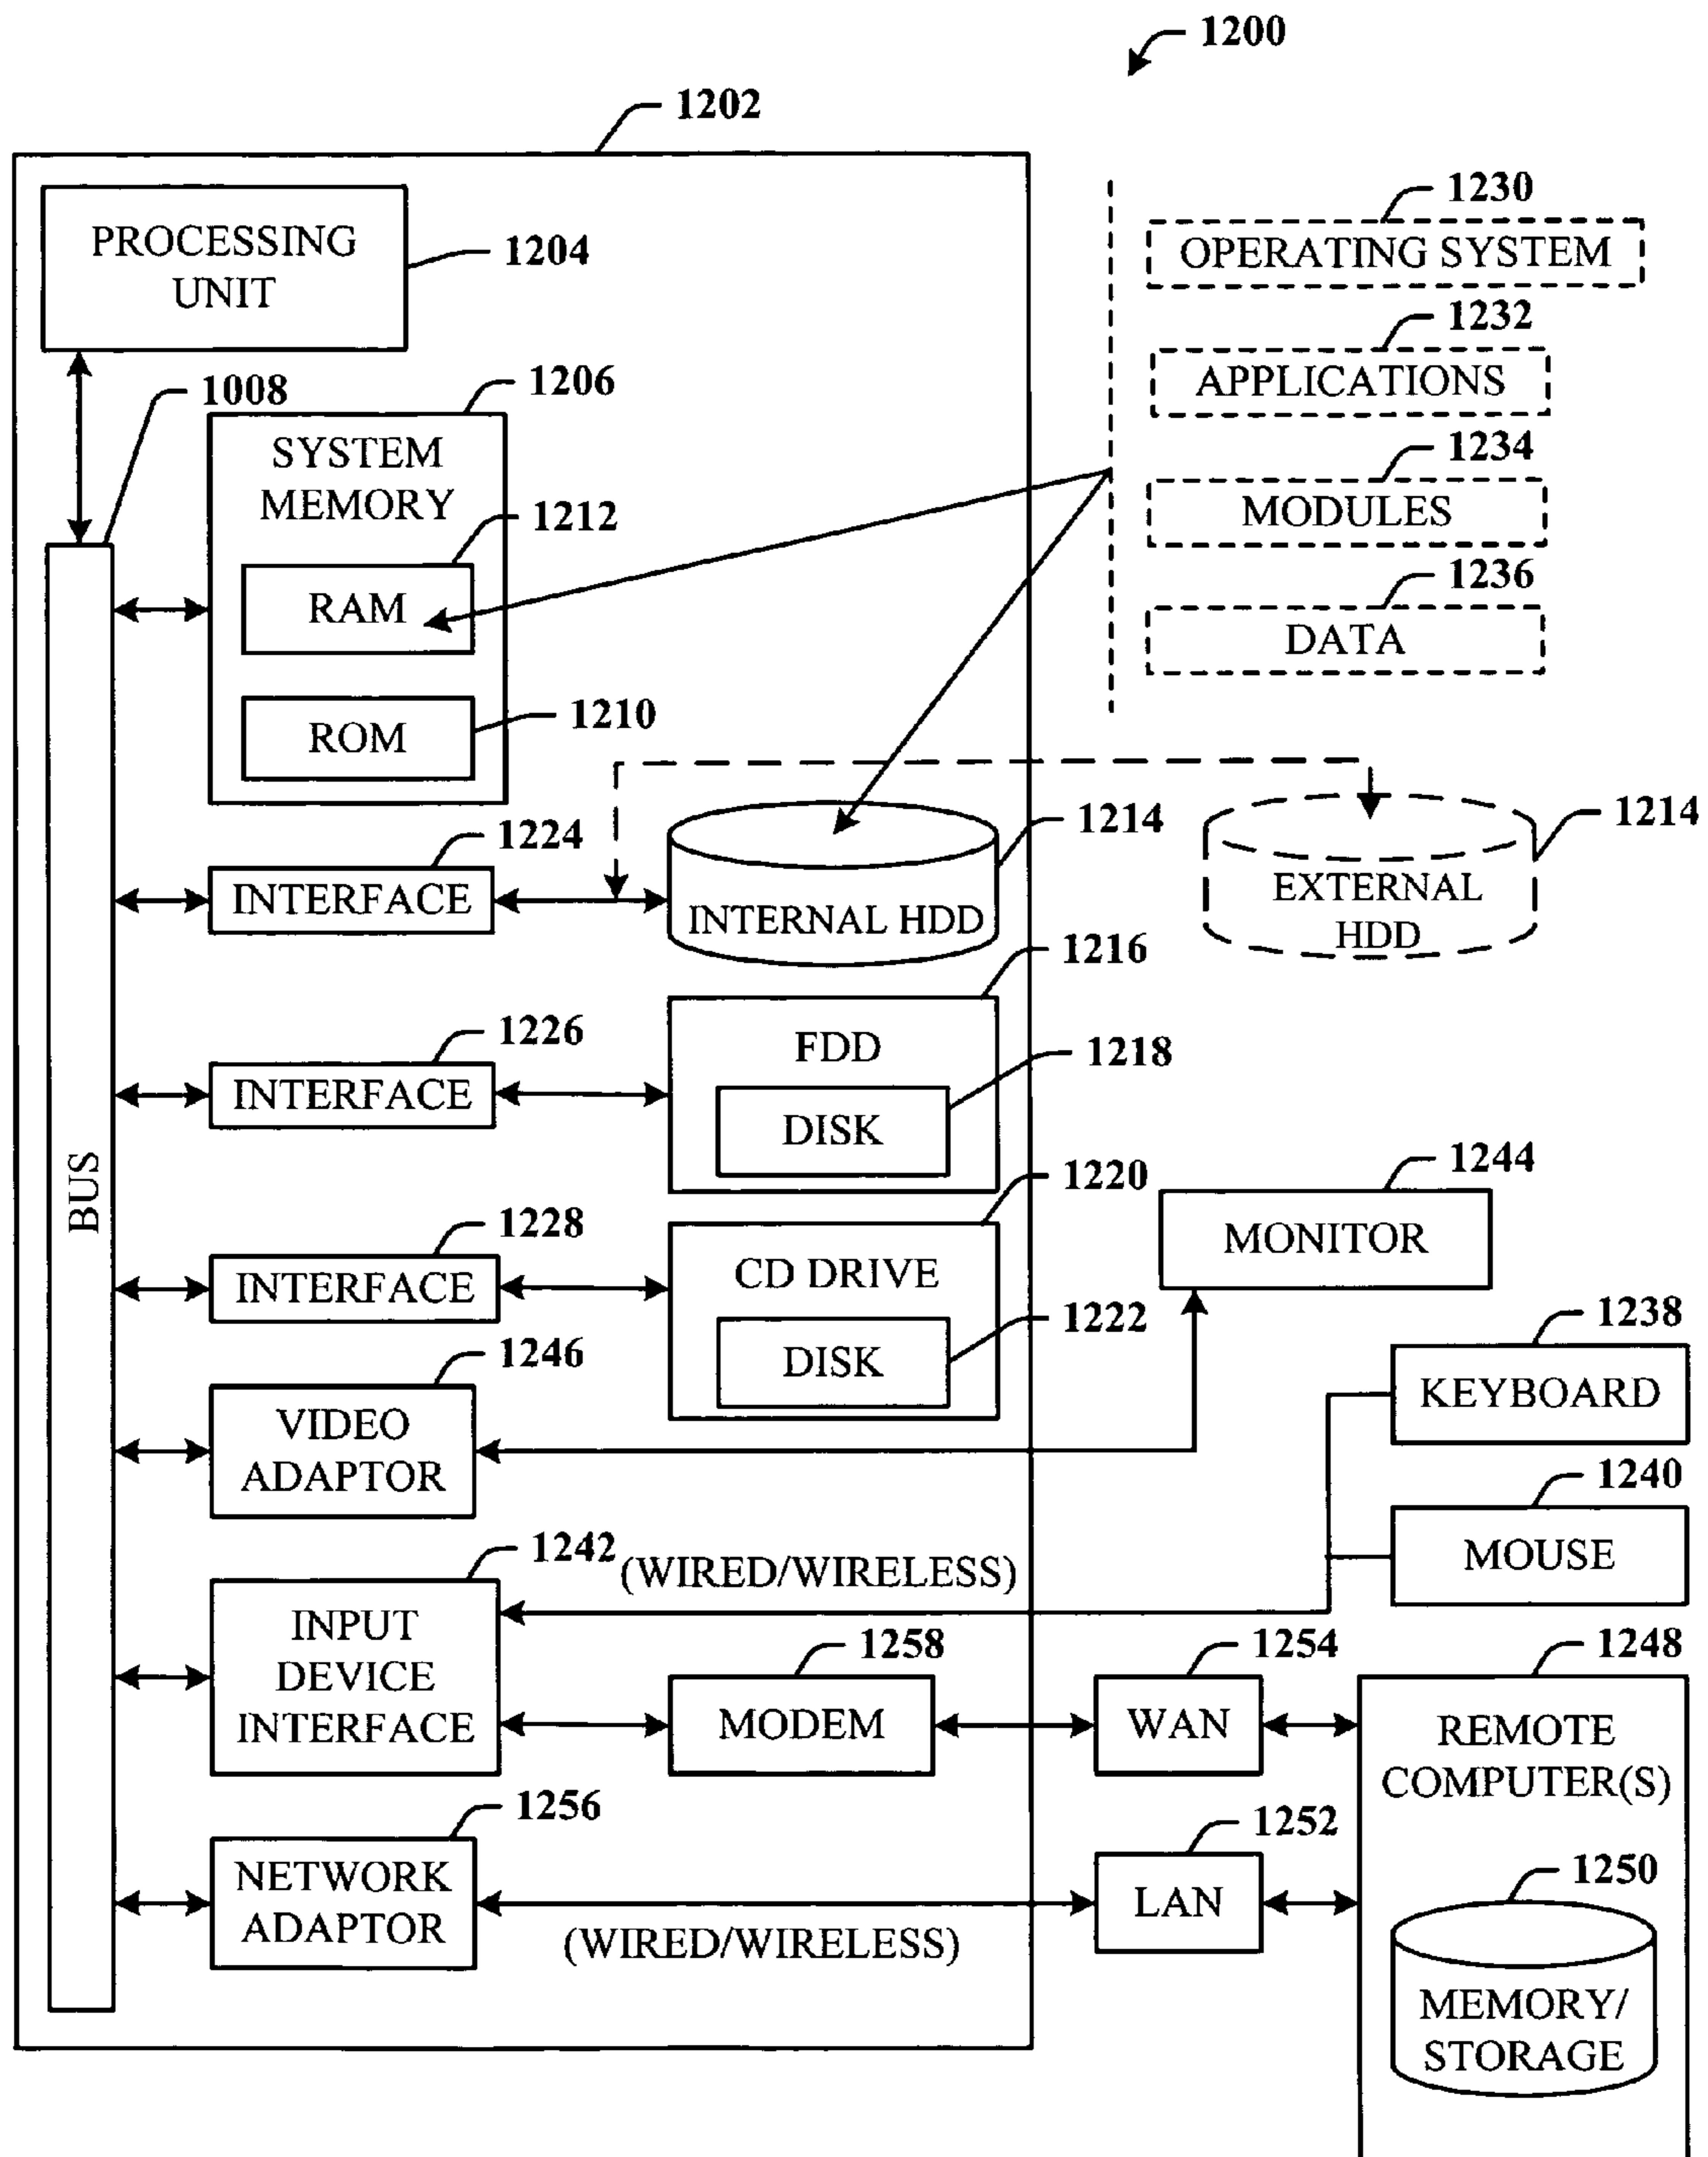 1200
1202
PROCESSING
UNIT
1204
1230
OPERATING SYSTEM
1232
APPLICATIONS
1234
MODULES
1236
DATA
1008
1206
SYSTEM
MEMORY
1212
RAM
1210
ROM
1224
INTERFACE
1214
INTERNAL HDD
1214
EXTERNAL
HDD
1216
1226
INTERFACE
FDD
1218
DISK
BUS
1220
1228
INTERFACE
CD DRIVE
1222
DISK
1244
MONITOR
1238
KEYBOARD
1246
VIDEO
ADAPTOR
1240
MOUSE
1242
(WIRED/WIRELESS)
INPUT
DEVICE
INTERFACE
1258
MODEM
1254
WAN
1248
REMOTE
COMPUTER(S)
1256
NETWORK
ADAPTOR
(WIRED/WIRELESS)
1252
LAN
1250
MEMORY/
STORAGE